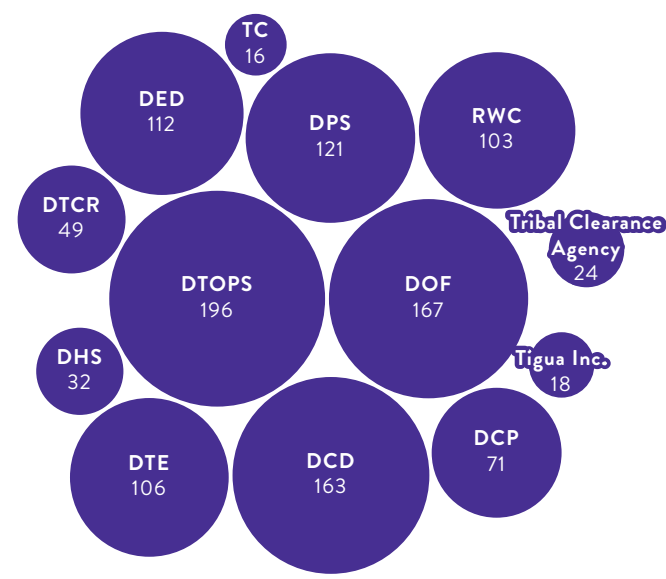 TC
16
DED
112
DPS
121
RWC
103
DTCR
49
Tribal Clearance
Agency
24
DTOPS
196
DOF
167
DHS
32
Tigua Inc.
18
DTE
106
DCD
163
DCP
71